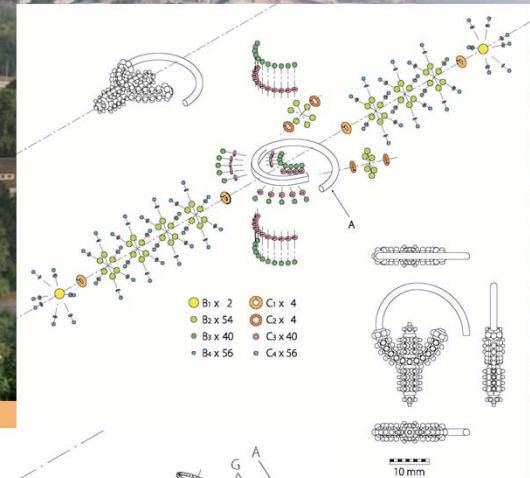 A
B₁ x 2 C₁ x 4
B₂ x 54 C₂ x 4
B₃ x 40 C₃ x 40
B₄ x 56 C₄ x 56
10 mm
A
G